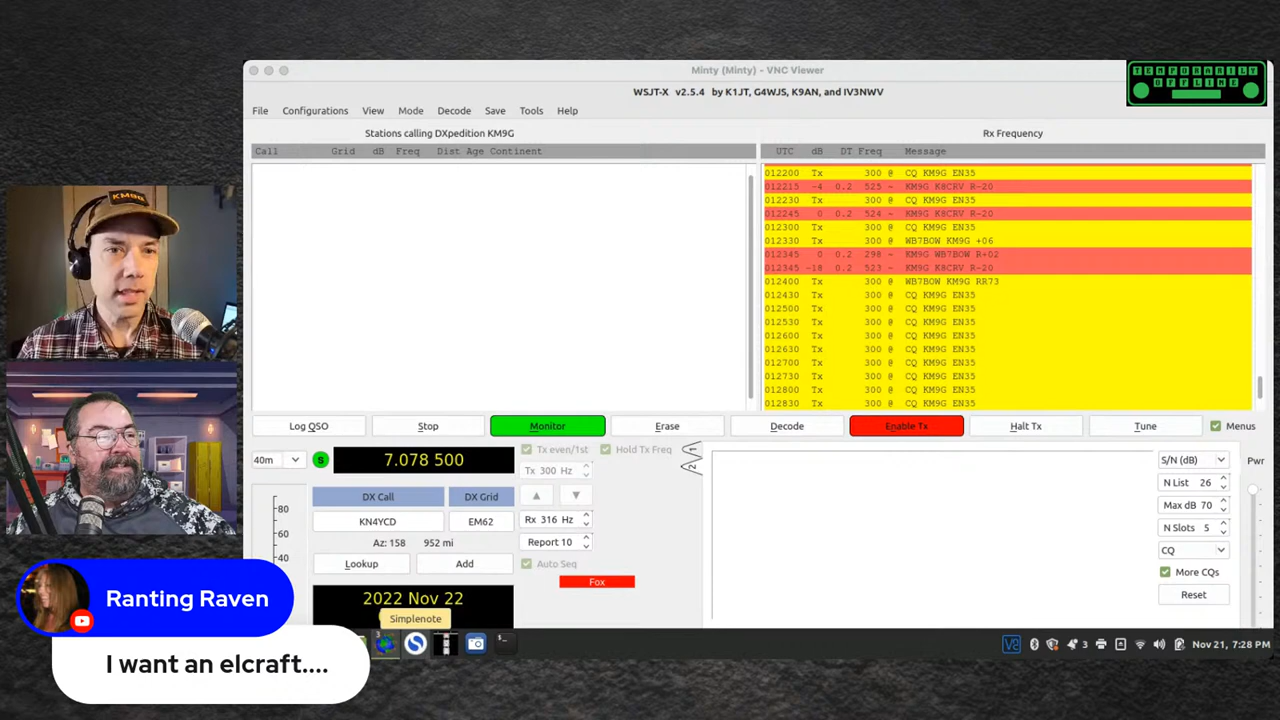 Minty (Minty) - VNC Viewer
TEMPORARILY
OFFLINE
WSJT-X v2.5.4 by K1JT, G4WJS, K9AN, and IV3NWV
File Configurations View Mode Decode Save Tools Help
Stations calling DXpedition KM9G
Call Grid dB Freq Dist Age Continent
Rx Frequency
UTC dB DT Freq Message
012200 Tx 300 @ CQ KM9G EN35
012215 -4 0.2 525 ~ KM9G K8CRV R-20
012230 Tx 300 @ CQ KM9G EN35
012245 0 0.2 524 ~ KM9G K8CRV R-20
012300 Tx 300 @ CQ KM9G EN35
012330 Tx 300 @ WB7BOW KM9G +06
012345 0 0.2 298 ~ KM9G WB7BOW R+02
012345 -18 0.2 523 ~ KM9G K8CRV R-20
012400 Tx 300 @ WB7BOW KM9G RR73
012430 Tx 300 @ CQ KM9G EN35
012500 Tx 300 @ CQ KM9G EN35
012530 Tx 300 @ CQ KM9G EN35
012600 Tx 300 @ CQ KM9G EN35
012630 Tx 300 @ CQ KM9G EN35
012700 Tx 300 @ CQ KM9G EN35
012730 Tx 300 @ CQ KM9G EN35
012800 Tx 300 @ CQ KM9G EN35
012830 Tx 300 @ CQ KM9G EN35
KM9G
Log QSO Stop Monitor Erase Decode Enable Tx Halt Tx Tune Menus
40m S 7.078 500
Tx even/1st Hold Tx Freq
Tx 300 Hz
DX Call DX Grid
KN4YCD EM62
Rx 316 Hz
Az: 158 952 mi
Report 10
Lookup Add
Auto Seq
Fox
2022 Nov 22
Simplenote
80
60
40
1
2
S/N (dB)
Pwr
N List 26
Max dB 70
N Slots 5
CQ
More CQs
Reset
3
3
Nov 21, 7:28 PM
Ranting Raven
I want an elcraft....